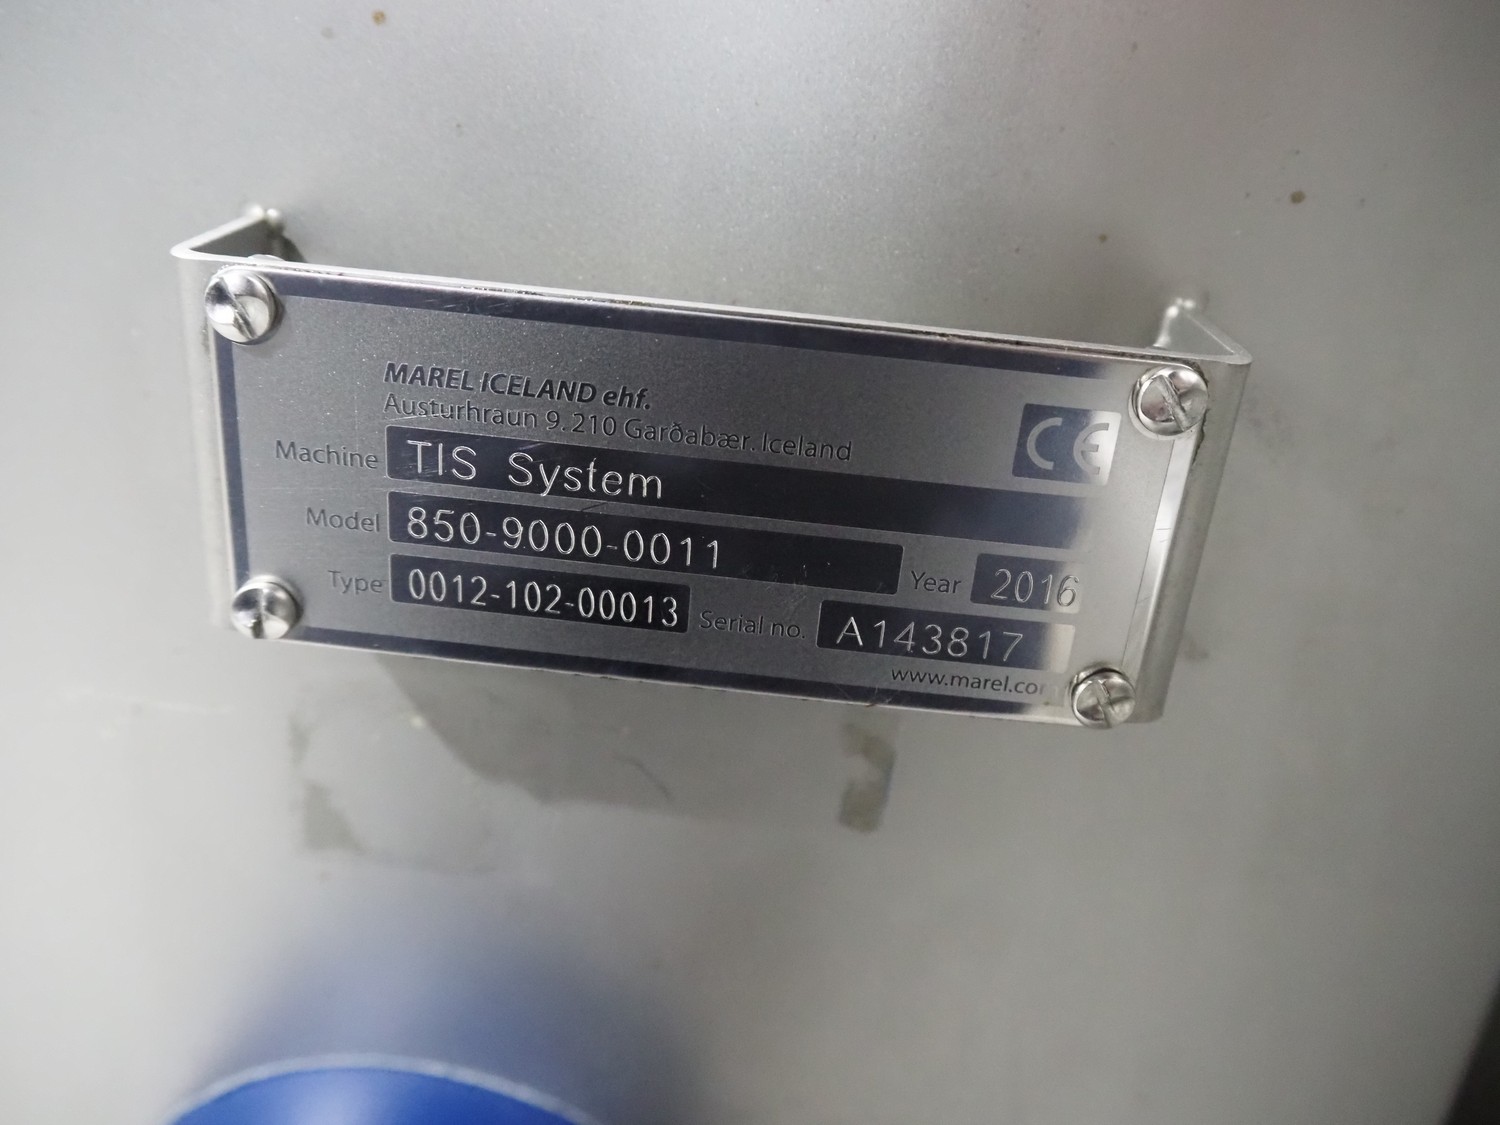 MAREL ICELAND ehf.
Austurhraun 9. 210 Garðabær. Iceland
CE
Machine TIS System
Model 850-9000-0011 Year 2016
Type 0012-102-00013 Serial no. A143817
www.marel.com